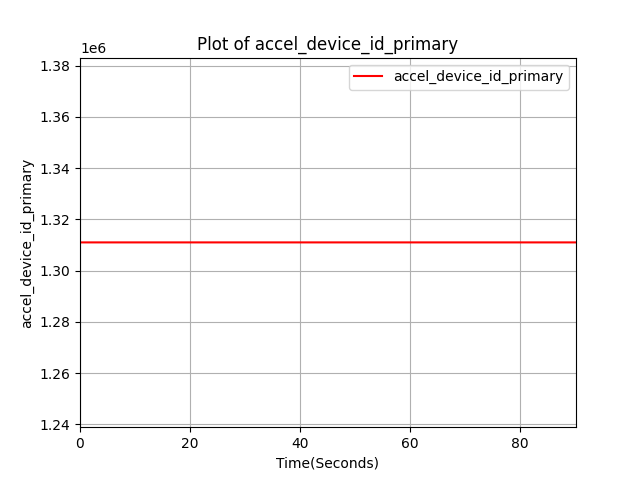 Plot of accel_device_id_primary
1e6
accel_device_id_primary
1.38
1.36
1.34
1.32
1.30
1.28
1.26
1.24
accel_device_id_primary
0 20 40 60 80
Time(Seconds)